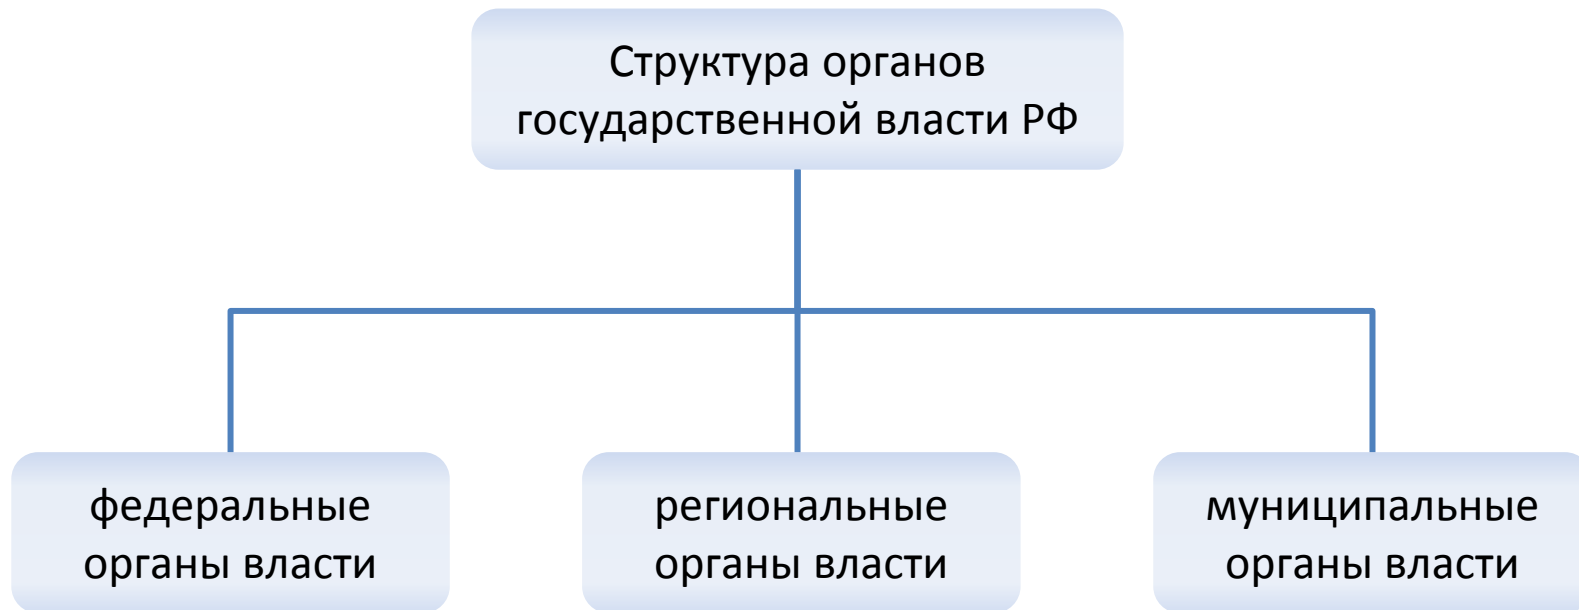 Структура органов
государственной власти РФ
федеральные
органы власти
региональные
органы власти
муниципальные
органы власти